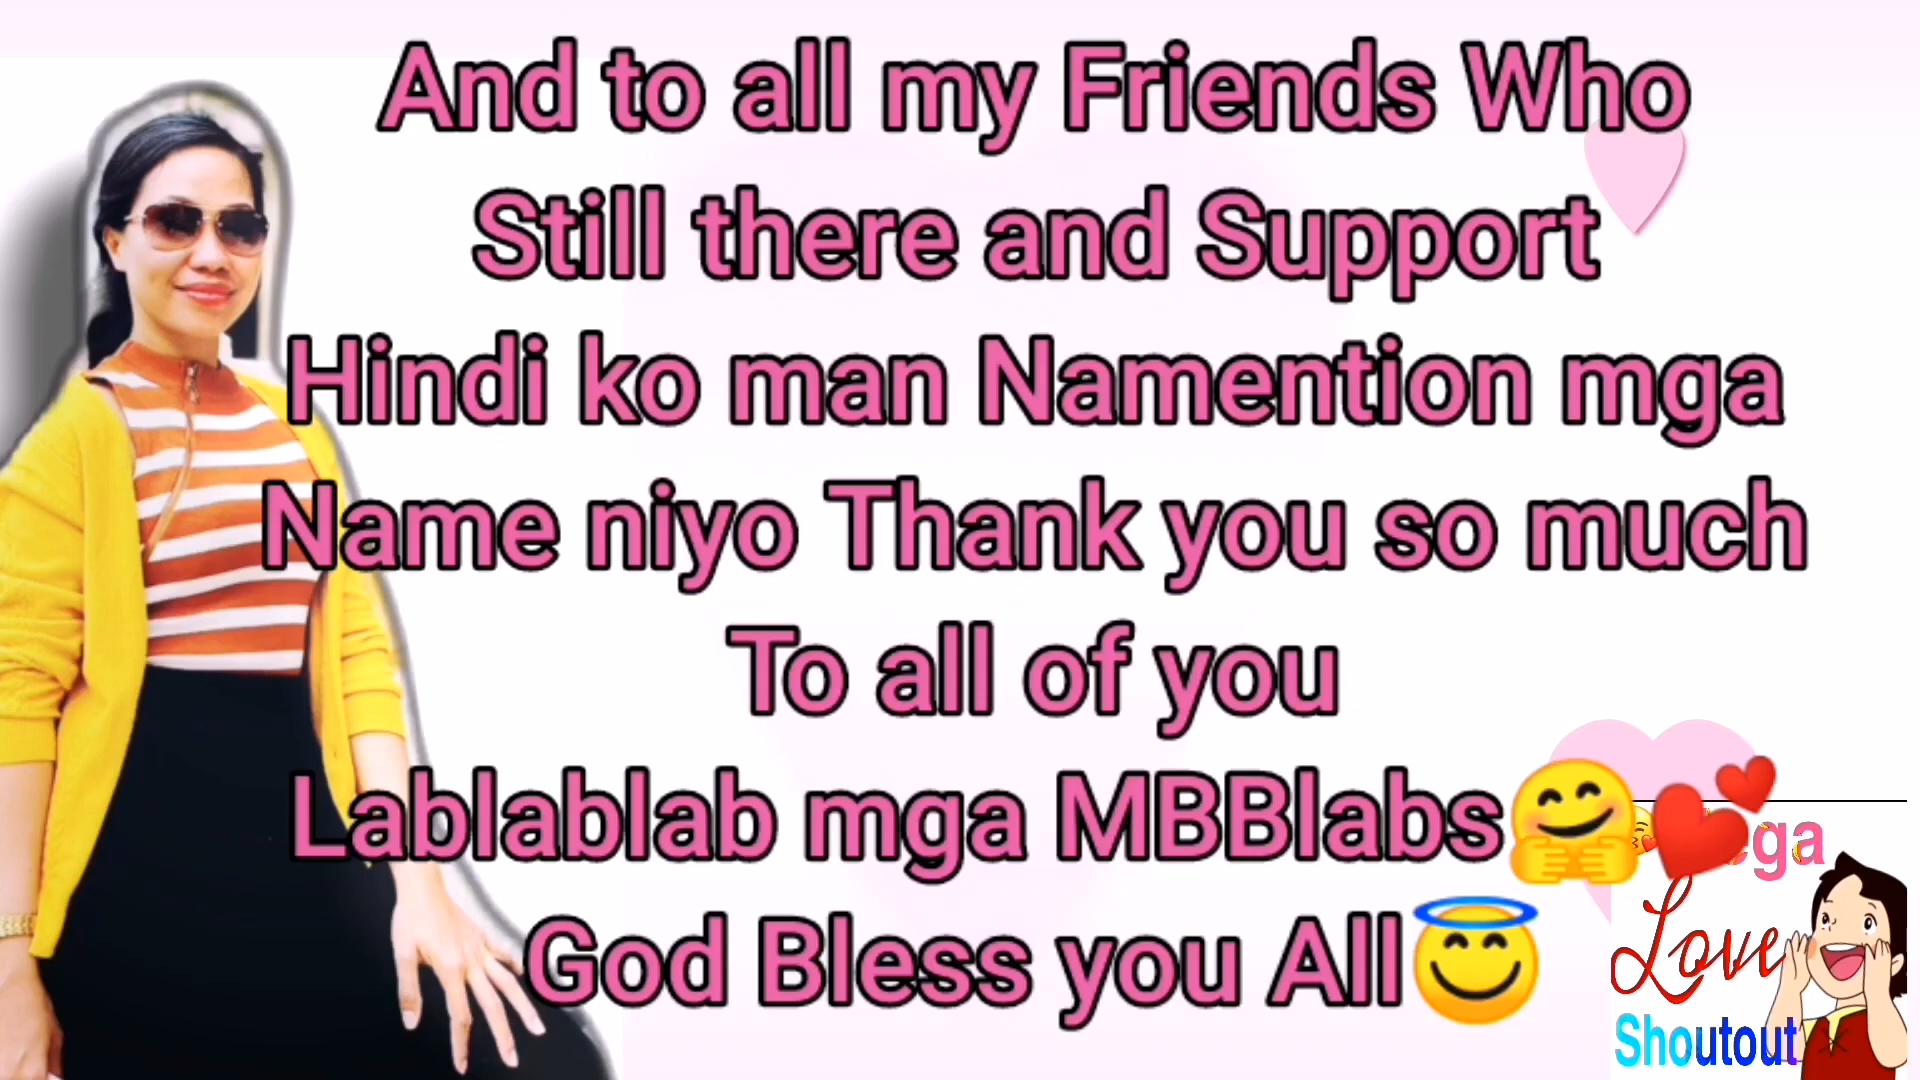 And to all my Friends Who
Still there and Support
Hindi ko man Namention mga
Name niyo Thank you so much
To all of you
Lablablab mga MBBlabs🤗💕
God Bless you All😇
Love
Shoutout